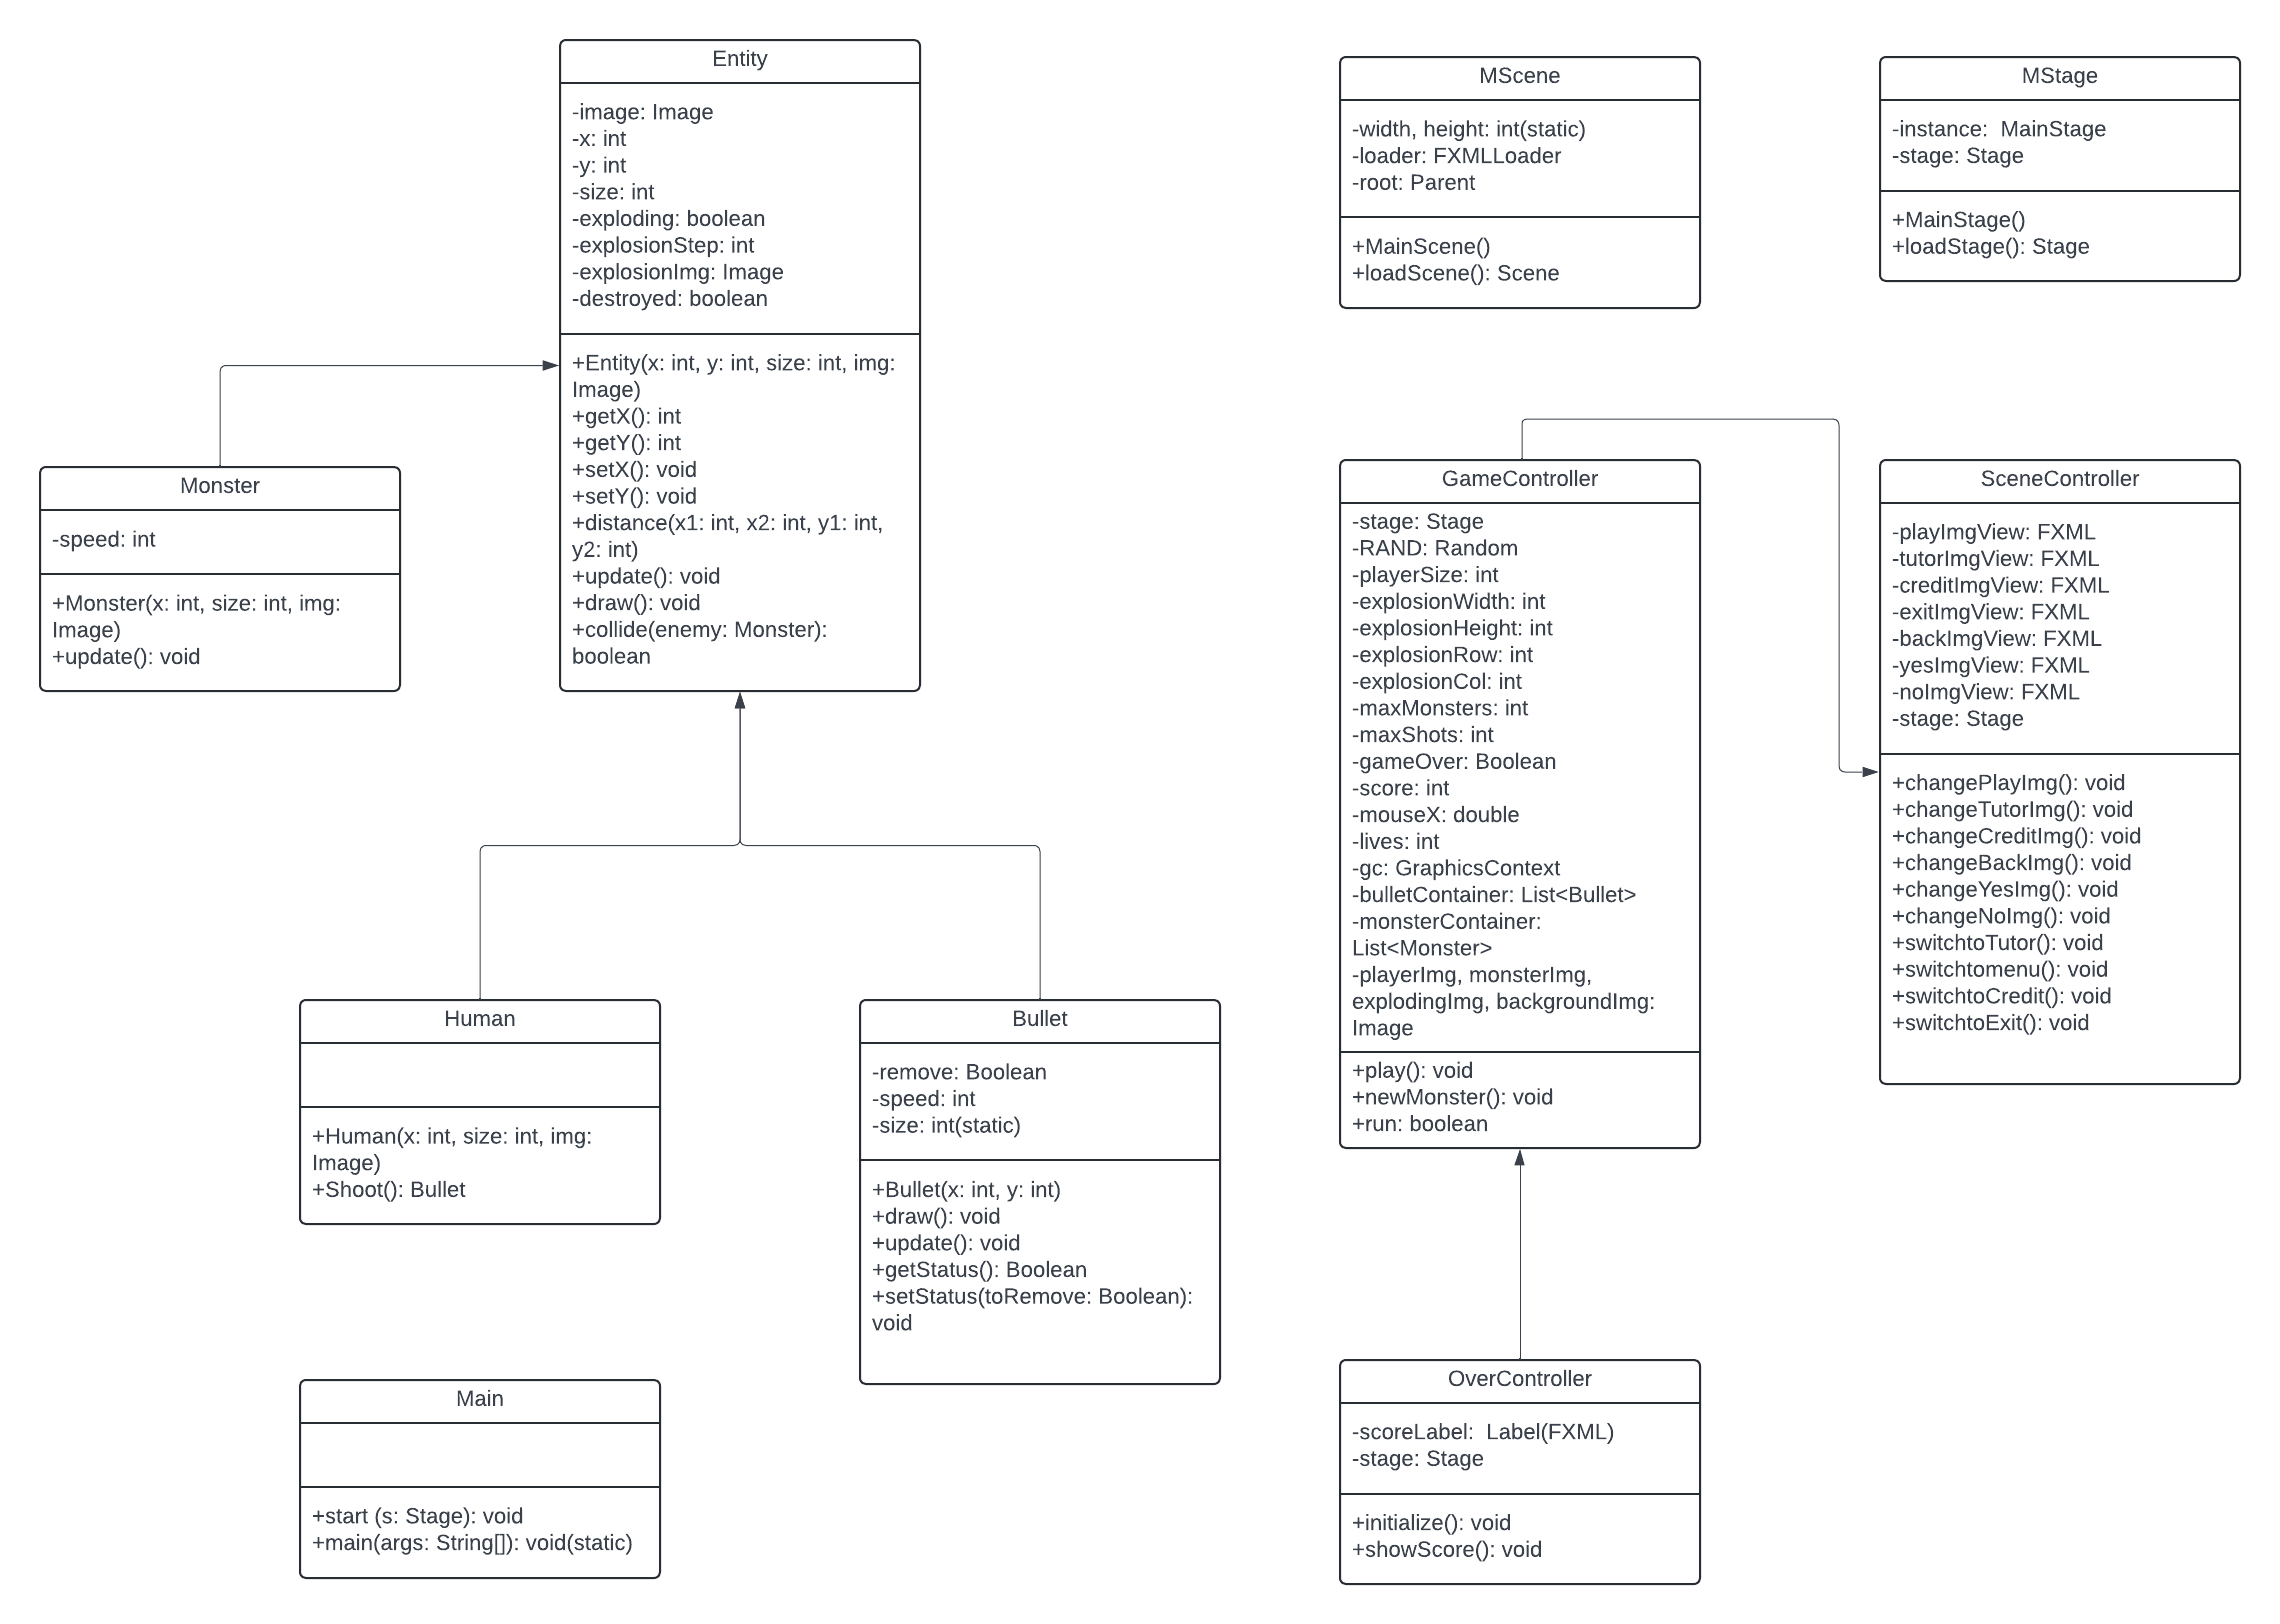 Entity
-image: Image
-x: int
-y: int
-size: int
-exploding: boolean
-explosionStep: int
-explosionImg: Image
-destroyed: boolean
+Entity(x: int, y: int, size: int, img:
Image)
+getX(): int
+getY(): int
+setX(): void
+setY(): void
+distance(x1: int, x2: int, y1: int,
y2: int)
+update(): void
+draw(): void
+collide(enemy: Monster):
boolean
MScene
-width, height: int(static)
-loader: FXMLLoader
-root: Parent
+MainScene()
+loadScene(): Scene
MStage
-instance:  MainStage
-stage: Stage
+MainStage()
+loadStage(): Stage
Monster
-speed: int
+Monster(x: int, size: int, img:
Image)
+update(): void
GameController
-stage: Stage
-RAND: Random
-playerSize: int
-explosionWidth: int
-explosionHeight: int
-explosionRow: int
-explosionCol: int
-maxMonsters: int
-maxShots: int
-gameOver: Boolean
-score: int
-mouseX: double
-lives: int
-gc: GraphicsContext
-bulletContainer: List<Bullet>
-monsterContainer:
List<Monster>
-playerImg, monsterImg,
explodingImg, backgroundImg:
Image
+play(): void
+newMonster(): void
+run: boolean
SceneController
-playImgView: FXML
-tutorImgView: FXML
-creditImgView: FXML
-exitImgView: FXML
-backImgView: FXML
-yesImgView: FXML
-noImgView: FXML
-stage: Stage
+changePlayImg(): void
+changeTutorImg(): void
+changeCreditImg(): void
+changeBackImg(): void
+changeYesImg(): void
+changeNoImg(): void
+switchtoTutor(): void
+switchtomenu(): void
+switchtoCredit(): void
+switchtoExit(): void
Human
+Human(x: int, size: int, img:
Image)
+Shoot(): Bullet
Bullet
-remove: Boolean
-speed: int
-size: int(static)
+Bullet(x: int, y: int)
+draw(): void
+update(): void
+getStatus(): Boolean
+setStatus(toRemove: Boolean):
void
Main
+start (s: Stage): void
+main(args: String[]): void(static)
OverController
-scoreLabel:  Label(FXML)
-stage: Stage
+initialize(): void
+showScore(): void